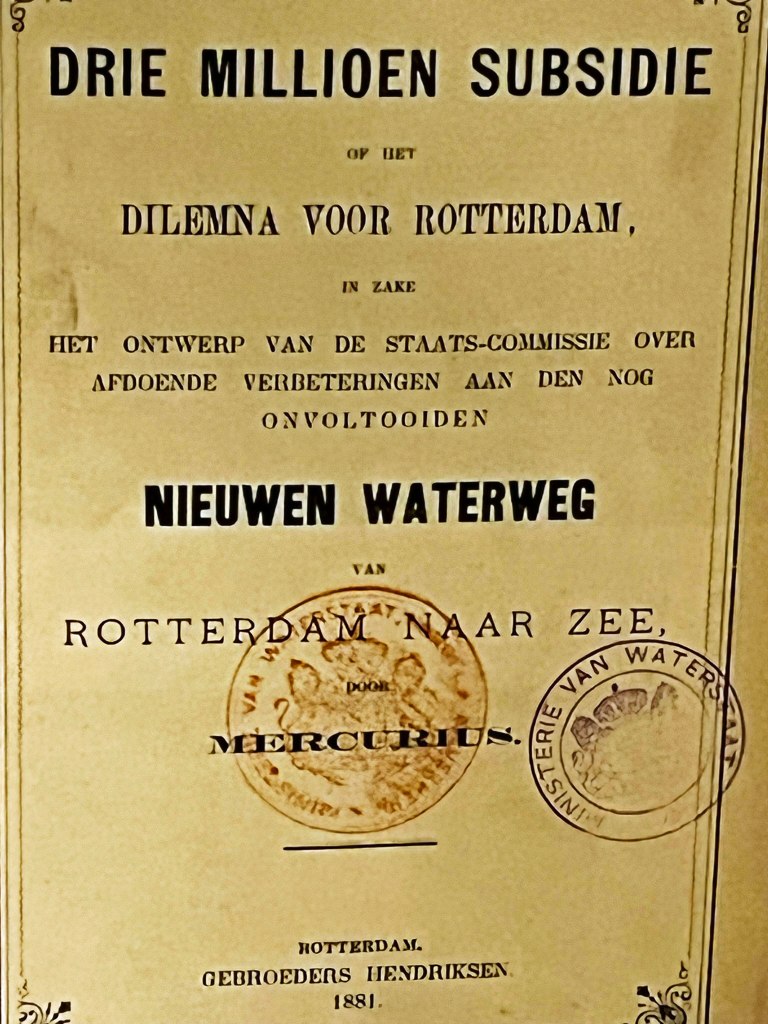 DRIE MILLIOEN SUBSIDIE
OF HET
DILEMNA VOOR ROTTERDAM,
IN ZAKE
HET ONTWERP VAN DE STAATS-COMMISSIE OVER
AFDOENDE VERBETERINGEN AAN DEN NOG
ONVOLTOOIDEN
NIEUWEN WATERWEG
VAN
ROTTERDAM NAAR ZEE,
DOOR
MERCURIUS.
VAN WATERSTAAT,
MINISTERIE VAN WATERSTAAT
ROTTERDAM.
GEBROEDERS HENDRIKSEN
1881.